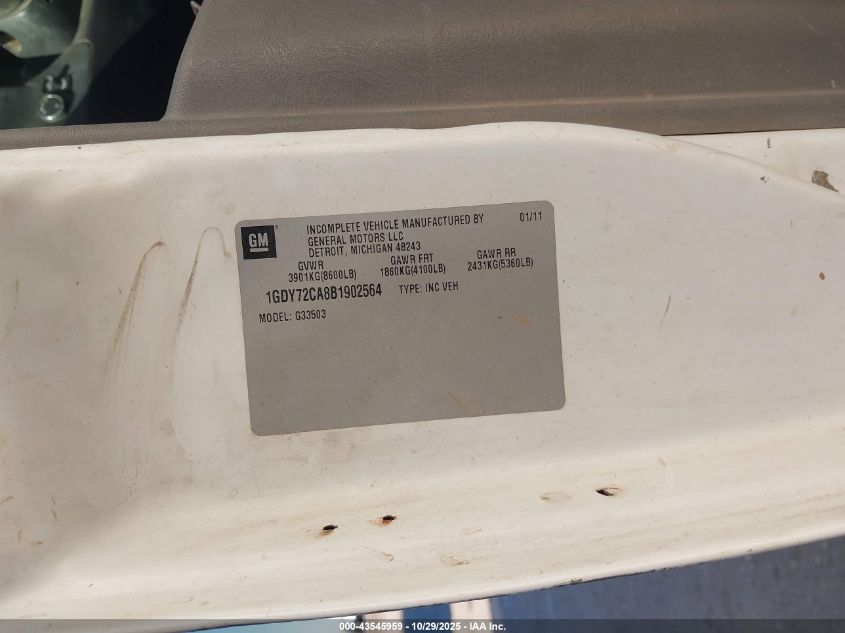 GM
INCOMPLETE VEHICLE MANUFACTURED BY 01/11
GENERAL MOTORS LLC
DETROIT, MICHIGAN 48243
GVWR GAWR FRT GAWR RR
3901KG(8600LB) 1860KG(4100LB) 2431KG(5360LB)
1GDY72CA8B1902564 TYPE: INC VEH
MODEL: G33503
000-43545959 - 10/29/2025 - IAA Inc.